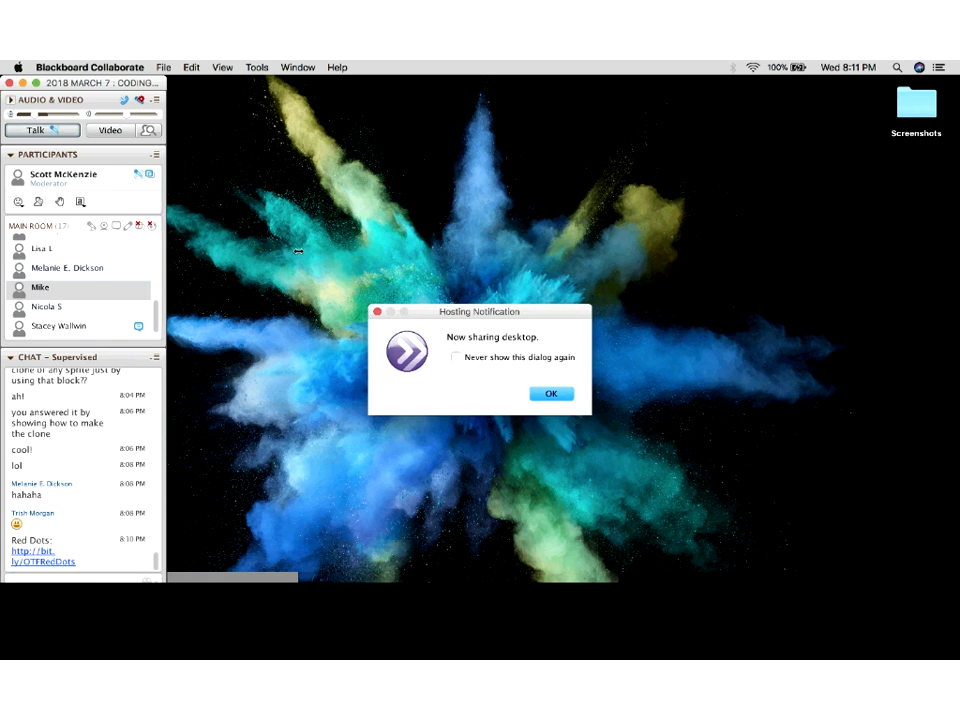 Blackboard Collaborate File Edit View Tools Window Help 100% Wed 8:11 PM
2018 MARCH 7 : CODING...
AUDIO & VIDEO
Talk Video
PARTICIPANTS
Scott McKenzie
Moderator
MAIN ROOM (17)
Lisa L
Melanie E. Dickson
Mike
Nicola S
Stacey Wallwin
CHAT – Supervised
clone of any sprite just by
using that block??
ah! 8:04 PM
you answered it by 8:06 PM
showing how to make
the clone
cool! 8:06 PM
lol 8:08 PM
Melanie E. Dickson 8:08 PM
hahaha
Trish Morgan 8:08 PM
Red Dots: 8:10 PM
http://bit.
ly/OTFRedDots
Hosting Notification
Now sharing desktop.
Never show this dialog again
OK
Screenshots